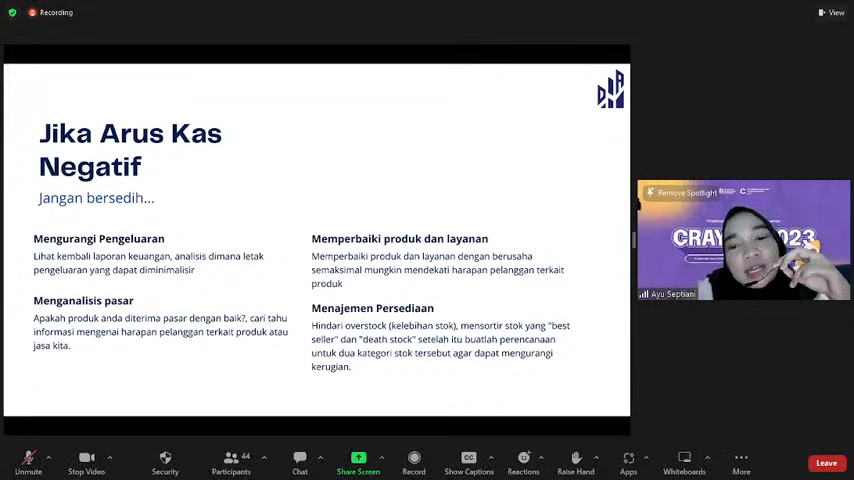 Recording
View
Jika Arus Kas
Negatif
Jangan bersedih...
Mengurangi Pengeluaran
Lihat kembali laporan keuangan, analisis dimana letak
pengeluaran yang dapat diminimalisir
Menganalisis pasar
Apakah produk anda diterima pasar dengan baik?, cari tahu
informasi mengenai harapan pelanggan terkait produk atau
jasa kita.
Memperbaiki produk dan layanan
Memperbaiki produk dan layanan dengan berusaha
semaksimal mungkin mendekati harapan pelanggan terkait
produk
Manajemen Persediaan
Hindari overstock (kelebihan stok), mensortir stok yang "best
seller" dan "death stock" setelah itu buatlah perencanaan
untuk dua kategori stok tersebut agar dapat mengurangi
kerugian.
Remove Spotlight
CRAY 2023
Ayu Septiani
Unmute
Stop Video
Security
44
Participants
Chat
Share Screen
Record
CC
Show Captions
Reactions
Raise Hand
Apps
Whiteboards
More
Leave